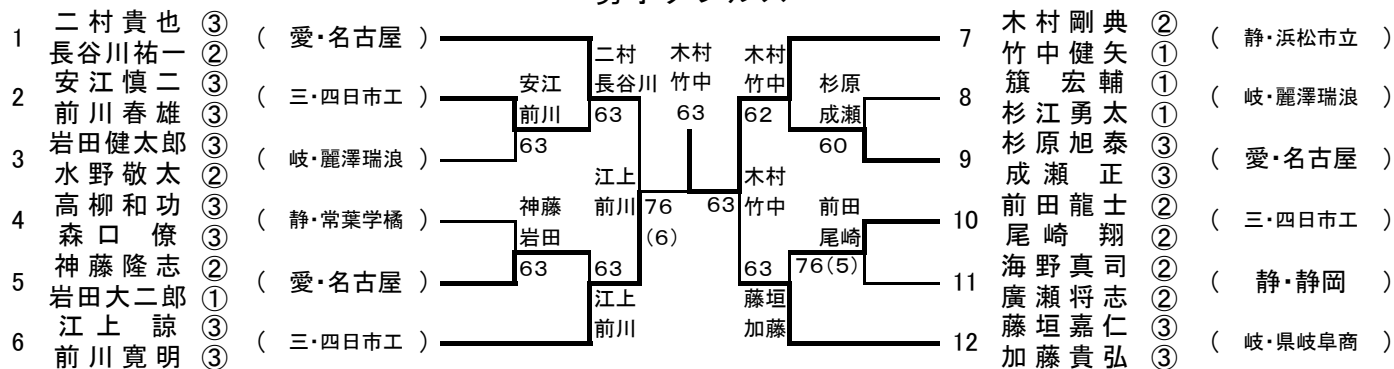 1 二村貴也 ③ ( 愛・名古屋 )
長谷川祐一 ②
2 安江慎二 ③ ( 三・四日市工 )
前川春雄 ③
3 岩田健太郎 ③ ( 岐・麗澤瑞浪 )
水野敬太 ②
4 高柳和功 ③ ( 静・常葉学橘 )
森口僚 ③
5 神藤隆志 ② ( 愛・名古屋 )
岩田大二郎 ①
6 江上諒 ③ ( 三・四日市工 )
前川寛明 ③
安江
前川
63
神藤
岩田
63
二村
長谷川
63
63
江上
前川
江上
前川
76
(6)
木村
竹中
63
63
木村
竹中
62
木村
竹中
63
藤垣
加藤
杉原
成瀬
60
前田
尾崎
76(5)
7 木村剛典 ② ( 静・浜松市立 )
竹中健矢 ①
8 籏宏輔 ① ( 岐・麗澤瑞浪 )
杉江勇太 ①
9 杉原旭泰 ③ ( 愛・名古屋 )
成瀬正 ③
10 前田龍士 ② ( 三・四日市工 )
尾崎翔 ②
11 海野真司 ② ( 静・静岡 )
廣瀬将志 ②
12 藤垣嘉仁 ③ ( 岐・県岐阜商 )
加藤貴弘 ③